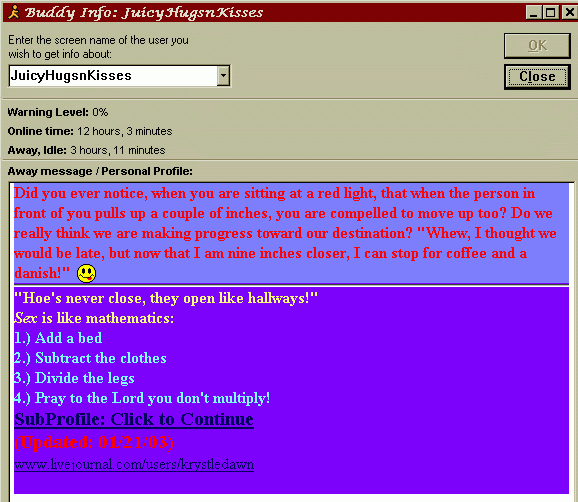 Buddy Info: JuicyHugsnKisses
Enter the screen name of the user you
wish to get info about:
OK
JuicyHugsnKisses
Close
Warning Level: 0%
Online time: 12 hours, 3 minutes
Away, Idle: 3 hours, 11 minutes
Away message / Personal Profile:
Did you ever notice, when you are sitting at a red light, that when the person in
front of you pulls up a couple of inches, you are compelled to move up too? Do we
really think we are making progress toward our destination? "Whew, I thought we
would be late, but now that I am nine inches closer, I can stop for coffee and a
danish!"
"Hoe's never close, they open like hallways!"
Sex is like mathematics:
1.) Add a bed
2.) Subtract the clothes
3.) Divide the legs
4.) Pray to the Lord you don't multiply!
SubProfile: Click to Continue
(Updated: 01/21/03)
www.livejournal.com/users/krystledawn